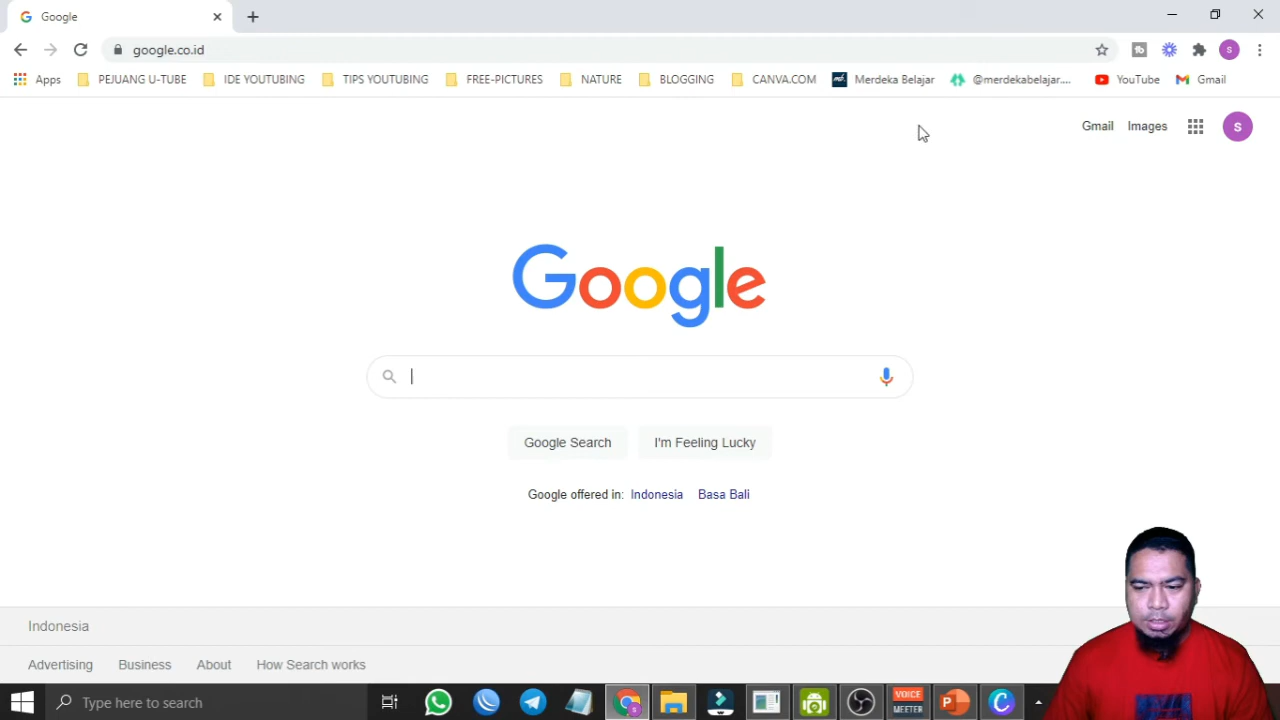 Google
google.co.id
Apps PEJUANG U-TUBE IDE YOUTUBING TIPS YOUTUBING FREE-PICTURES NATURE BLOGGING CANVA.COM Merdeka Belajar @merdekabelajar.... YouTube Gmail
Gmail Images S
Google
Google Search I'm Feeling Lucky
Google offered in: Indonesia Basa Bali
Indonesia
Advertising Business About How Search works
Type here to search
VOICE
MEETER